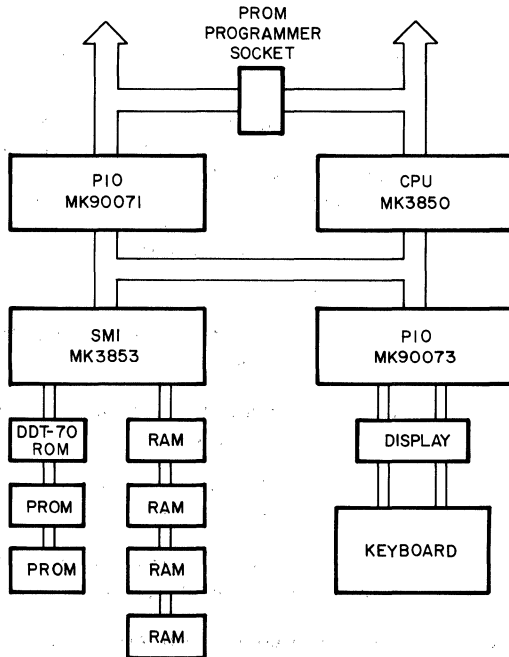 PROM
PROGRAMMER
SOCKET
PIO
MK90071
CPU
MK3850
SMI
MK3853
PIO
MK90073
DDT-70
ROM
RAM
DISPLAY
PROM
RAM
KEYBOARD
PROM
RAM
RAM